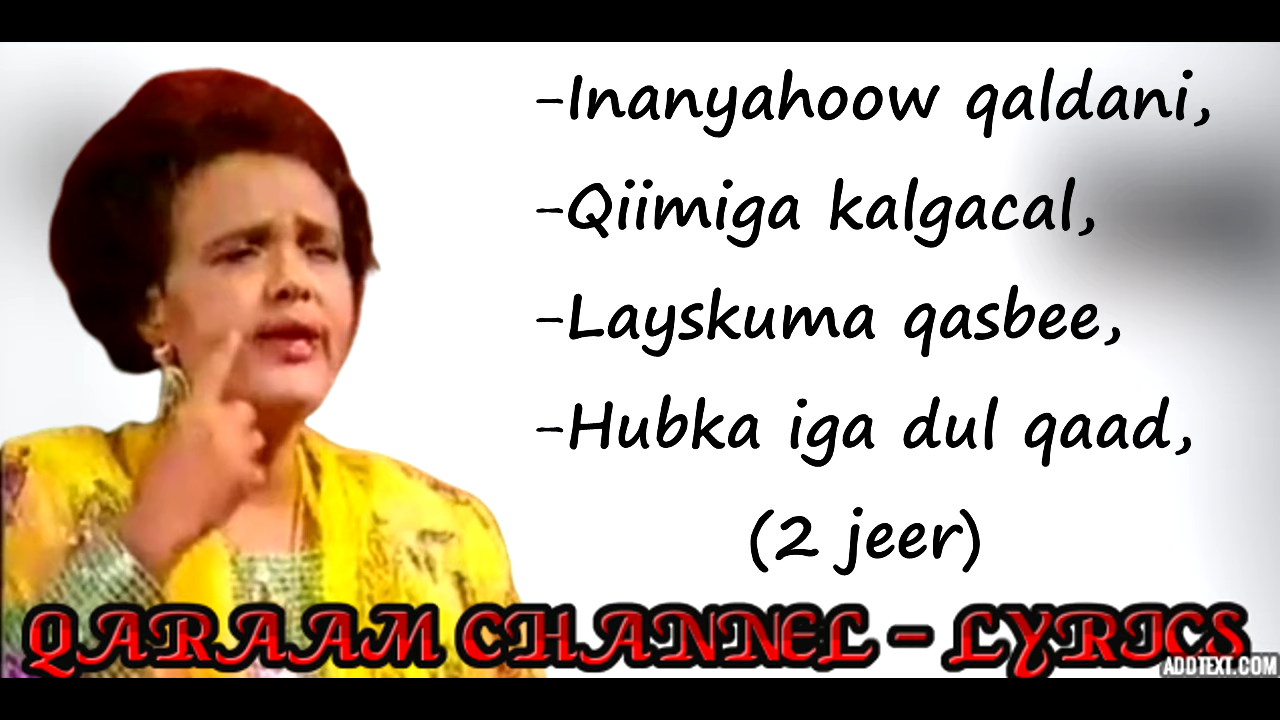 -Inanyahoow qaldani,
-Qiimiga kalgacal,
-Layskuma qasbee,
-Hubka iga dul qaad,
(2 jeer)
QARAAM CHANNEL - LYRICS
ADDTEXT.COM